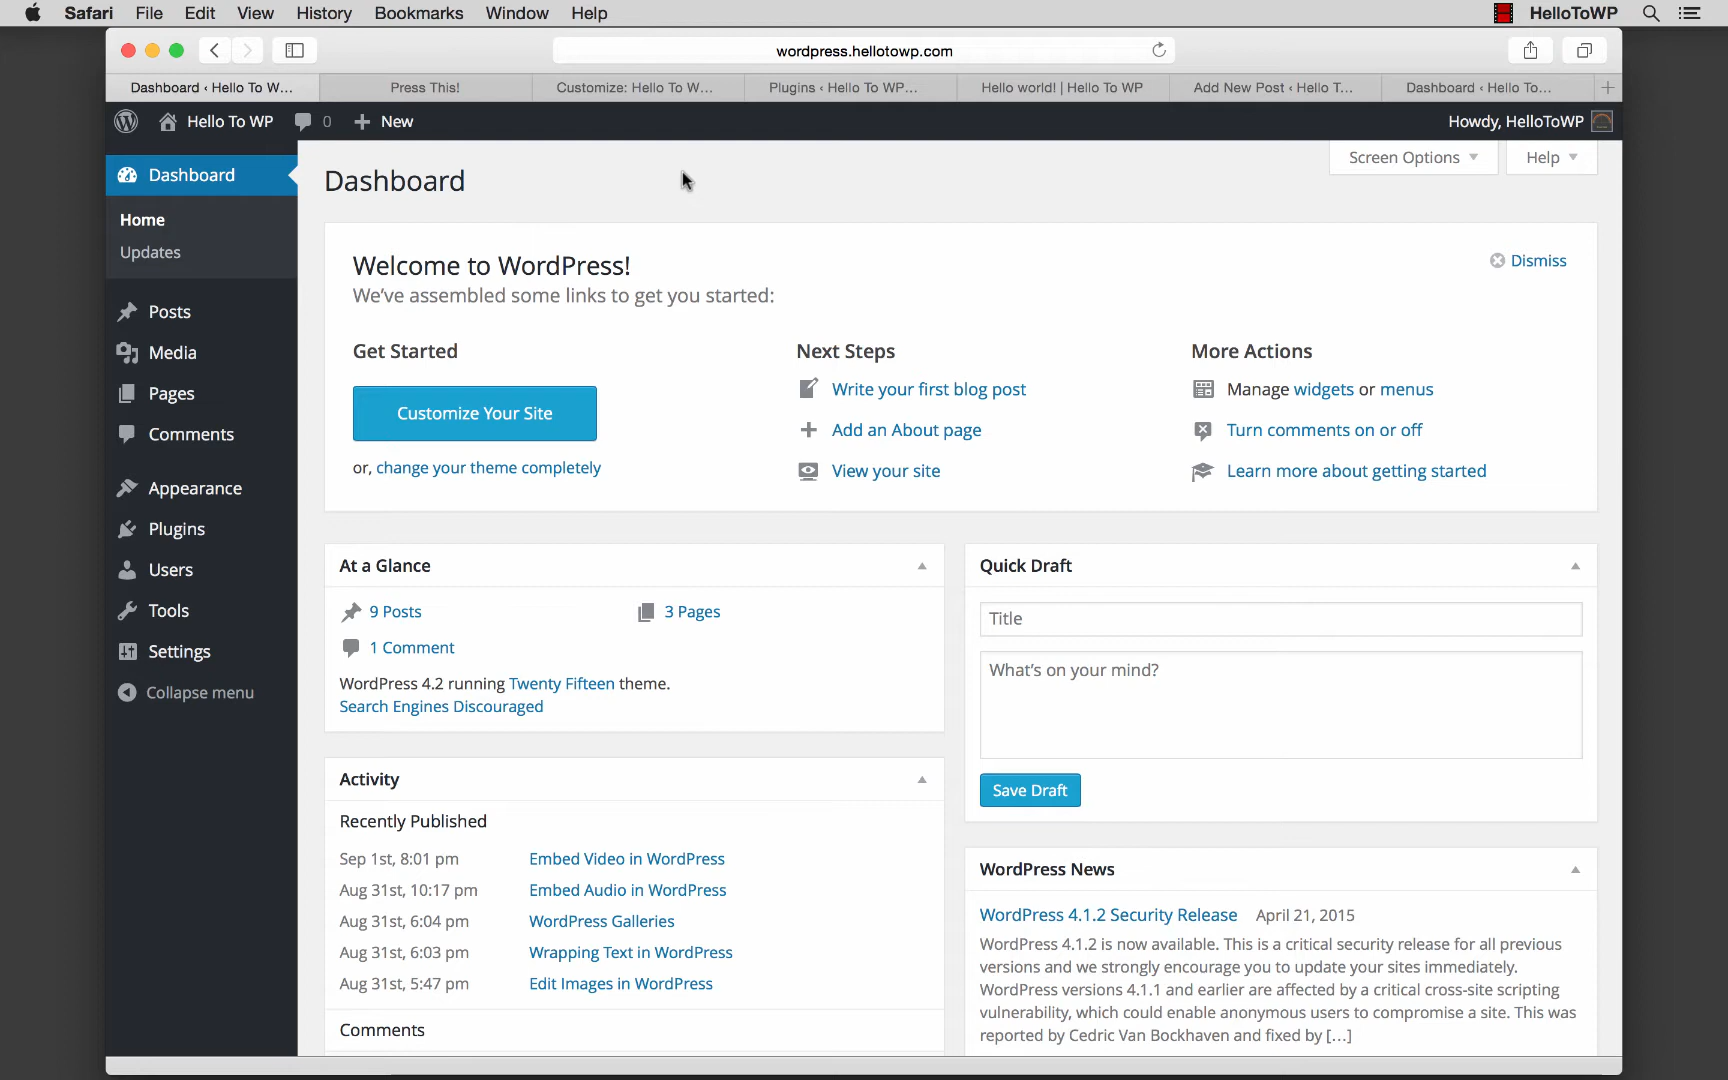 Safari File Edit View History Bookmarks Window Help HelloToWP
wordpress.hellotowp.com
Dashboard ‹ Hello To W... Press This! Customize: Hello To W... Plugins ‹ Hello To WP... Hello world! | Hello To WP Add New Post ‹ Hello T... Dashboard ‹ Hello To...
Hello To WP 0 New Howdy, HelloToWP
Screen Options Help
Dashboard
Home
Updates
Posts
Media
Pages
Comments
Appearance
Plugins
Users
Tools
Settings
Collapse menu
Dashboard
Welcome to WordPress!
Dismiss
We've assembled some links to get you started:
Get Started
Customize Your Site
or, change your theme completely
Next Steps
Write your first blog post
Add an About page
View your site
More Actions
Manage widgets or menus
Turn comments on or off
Learn more about getting started
At a Glance
9 Posts 3 Pages
1 Comment
WordPress 4.2 running Twenty Fifteen theme.
Search Engines Discouraged
Activity
Recently Published
Sep 1st, 8:01 pm Embed Video in WordPress
Aug 31st, 10:17 pm Embed Audio in WordPress
Aug 31st, 6:04 pm WordPress Galleries
Aug 31st, 6:03 pm Wrapping Text in WordPress
Aug 31st, 5:47 pm Edit Images in WordPress
Comments
Quick Draft
Title
What's on your mind?
Save Draft
WordPress News
WordPress 4.1.2 Security Release April 21, 2015
WordPress 4.1.2 is now available. This is a critical security release for all previous
versions and we strongly encourage you to update your sites immediately.
WordPress versions 4.1.1 and earlier are affected by a critical cross-site scripting
vulnerability, which could enable anonymous users to compromise a site. This was
reported by Cedric Van Bockhaven and fixed by […]